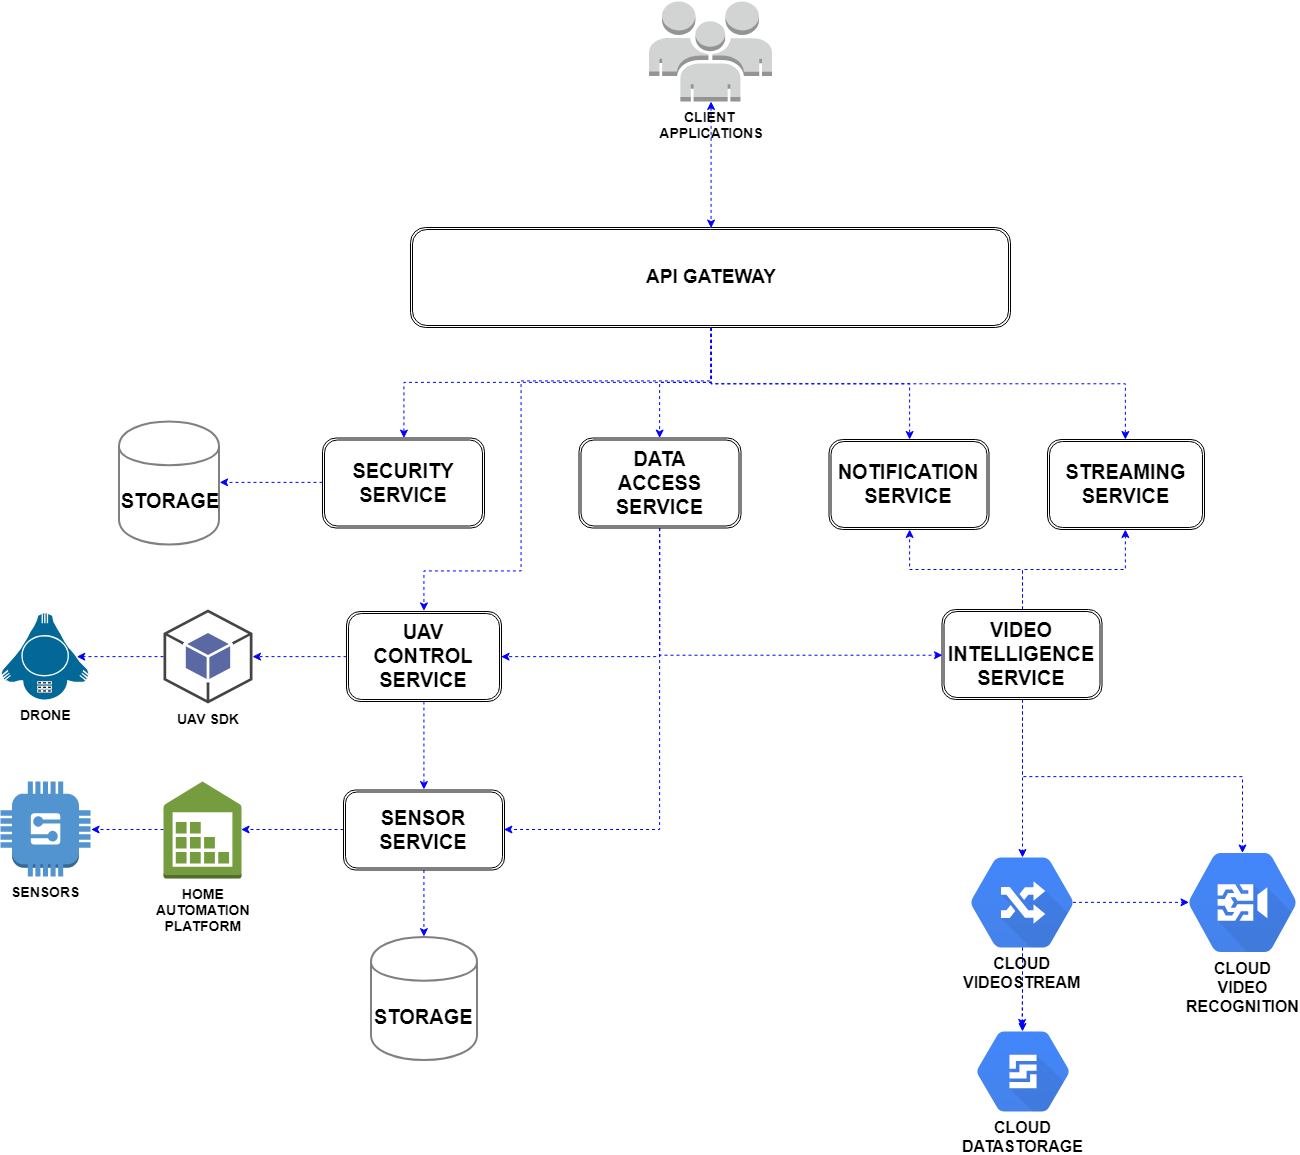 CLIENT
APPLICATIONS
API GATEWAY
STORAGE
SECURITY
SERVICE
DATA
ACCESS
SERVICE
NOTIFICATION
SERVICE
STREAMING
SERVICE
DRONE
UAV SDK
UAV
CONTROL
SERVICE
VIDEO
INTELLIGENCE
SERVICE
SENSORS
HOME
AUTOMATION
PLATFORM
SENSOR
SERVICE
STORAGE
CLOUD
VIDEOSTREAM
CLOUD
VIDEO
RECOGNITION
CLOUD
DATASTORAGE